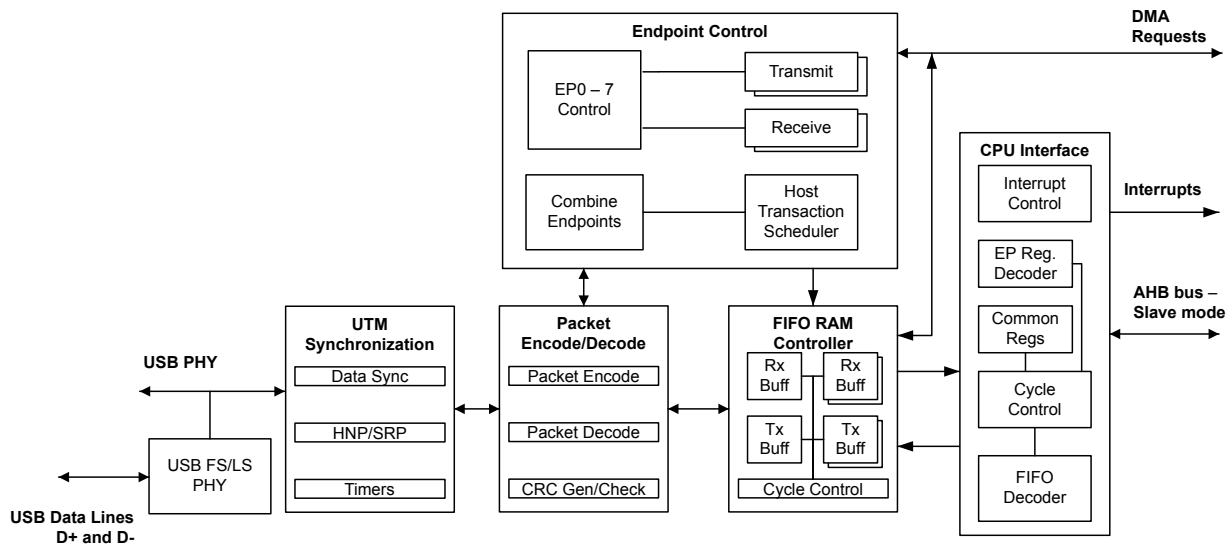 Endpoint Control
EP0 – 7
Control
Transmit
Receive
Combine
Endpoints
Host
Transaction
Scheduler
DMA
Requests
CPU Interface
Interrupt
Control
EP Reg.
Decoder
Common
Regs
Cycle
Control
FIFO
Decoder
Interrupts
AHB bus –
Slave mode
UTM
Synchronization
Data Sync
HNP/SRP
Timers
Packet
Encode/Decode
Packet Encode
Packet Decode
CRC Gen/Check
FIFO RAM
Controller
Rx
Buff
Rx
Buff
Tx
Buff
Tx
Buff
Cycle Control
USB PHY
USB FS/LS
PHY
USB Data Lines
D+ and D-